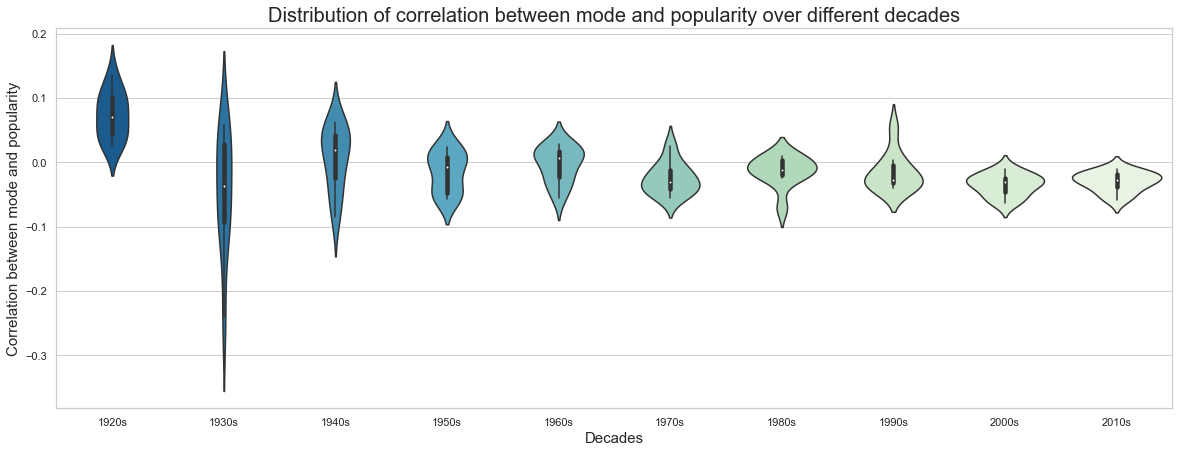 Distribution of correlation between mode and popularity over different decades
Correlation between mode and popularity
0.2
0.1
0.0
−0.1
−0.2
−0.3
1920s 1930s 1940s 1950s 1960s 1970s 1980s 1990s 2000s 2010s
Decades